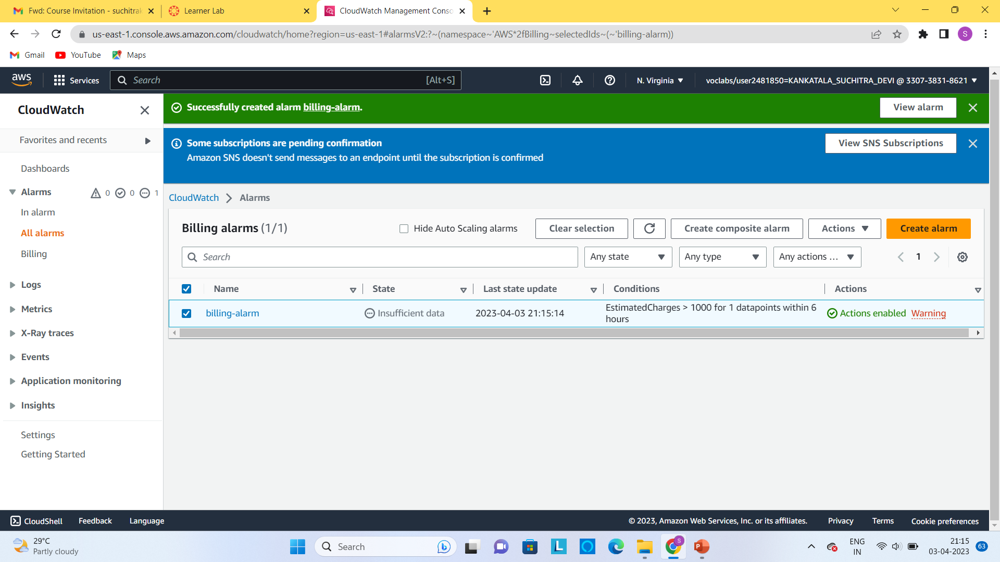 Fwd: Course Invitation - suchitrak
Learner Lab
CloudWatch Management Conso
us-east-1.console.aws.amazon.com/cloudwatch/home?region=us-east-1#alarmsV2:?~(namespace~'AWS*2fBilling~selectedIds~(~'billing-alarm))
S
Gmail YouTube Maps
aws Services Search [Alt+S] N. Virginia voclabs/user2481850=KANKATALA_SUCHITRA_DEVI @ 3307-3831-8621
CloudWatch
Favorites and recents
Dashboards
Alarms 0 0 1
In alarm
All alarms
Billing
Logs
Metrics
X-Ray traces
Events
Application monitoring
Insights
Settings
Getting Started
Successfully created alarm billing-alarm. View alarm
Some subscriptions are pending confirmation View SNS Subscriptions
Amazon SNS doesn't send messages to an endpoint until the subscription is confirmed
CloudWatch Alarms
Billing alarms (1/1) Hide Auto Scaling alarms Clear selection Create composite alarm Actions Create alarm
Search Any state Any type Any actions ... 1
Name State Last state update Conditions Actions
billing-alarm Insufficient data 2023-04-03 21:15:14 EstimatedCharges > 1000 for 1 datapoints within 6
hours Actions enabled Warning
CloudShell Feedback Language © 2023, Amazon Web Services, Inc. or its affiliates. Privacy Terms Cookie preferences
29°C
Partly cloudy
Search
L
S
P
ENG
IN
21:15
03-04-2023
63